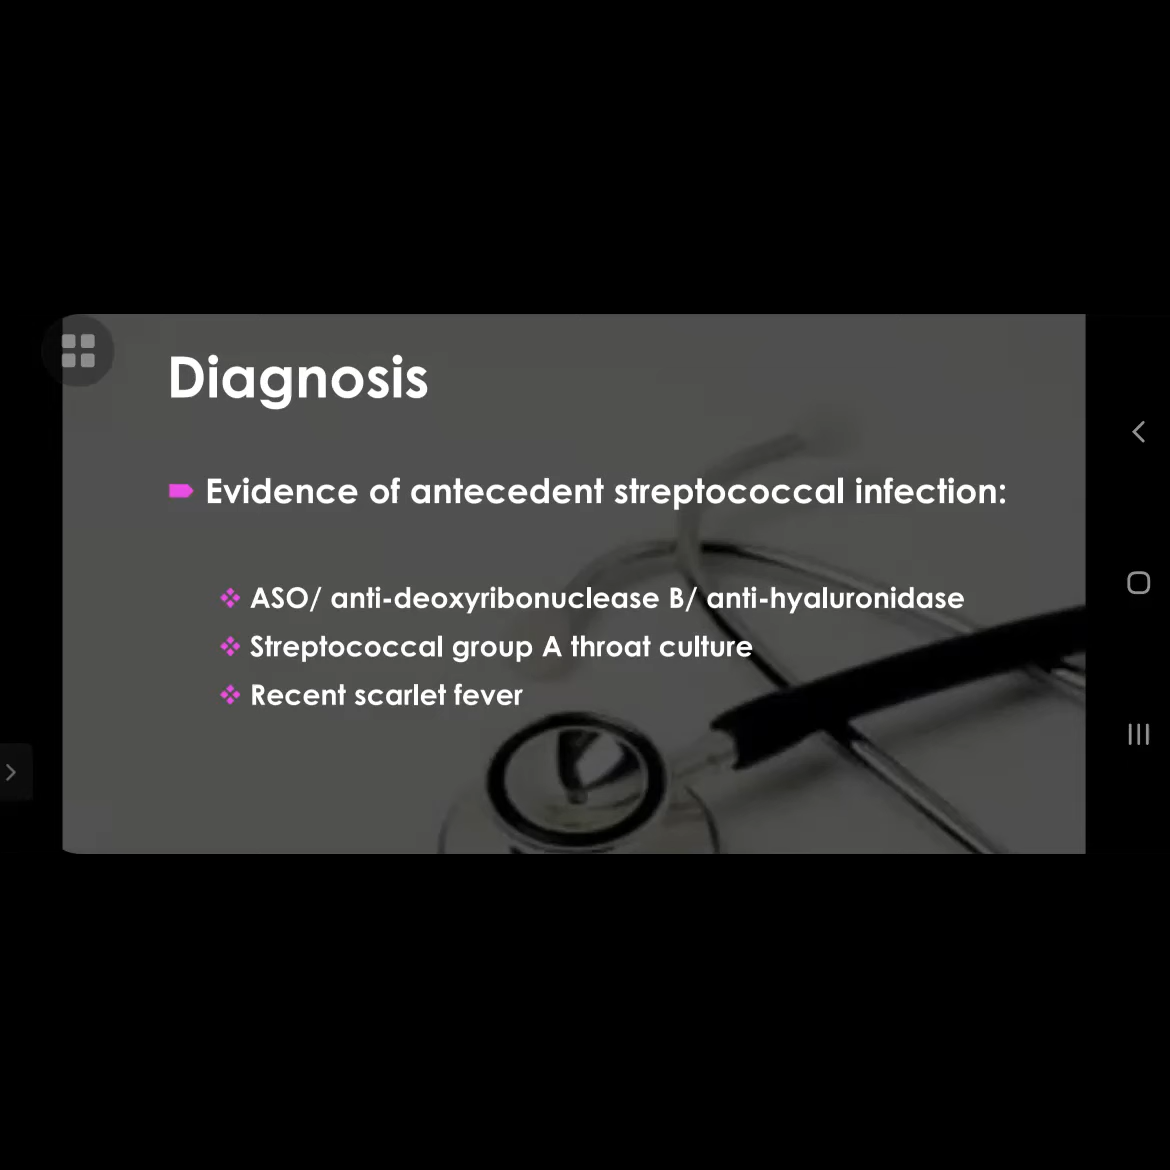 Diagnosis
Evidence of antecedent streptococcal infection:
ASO/ anti-deoxyribonuclease B/ anti-hyaluronidase
Streptococcal group A throat culture
Recent scarlet fever